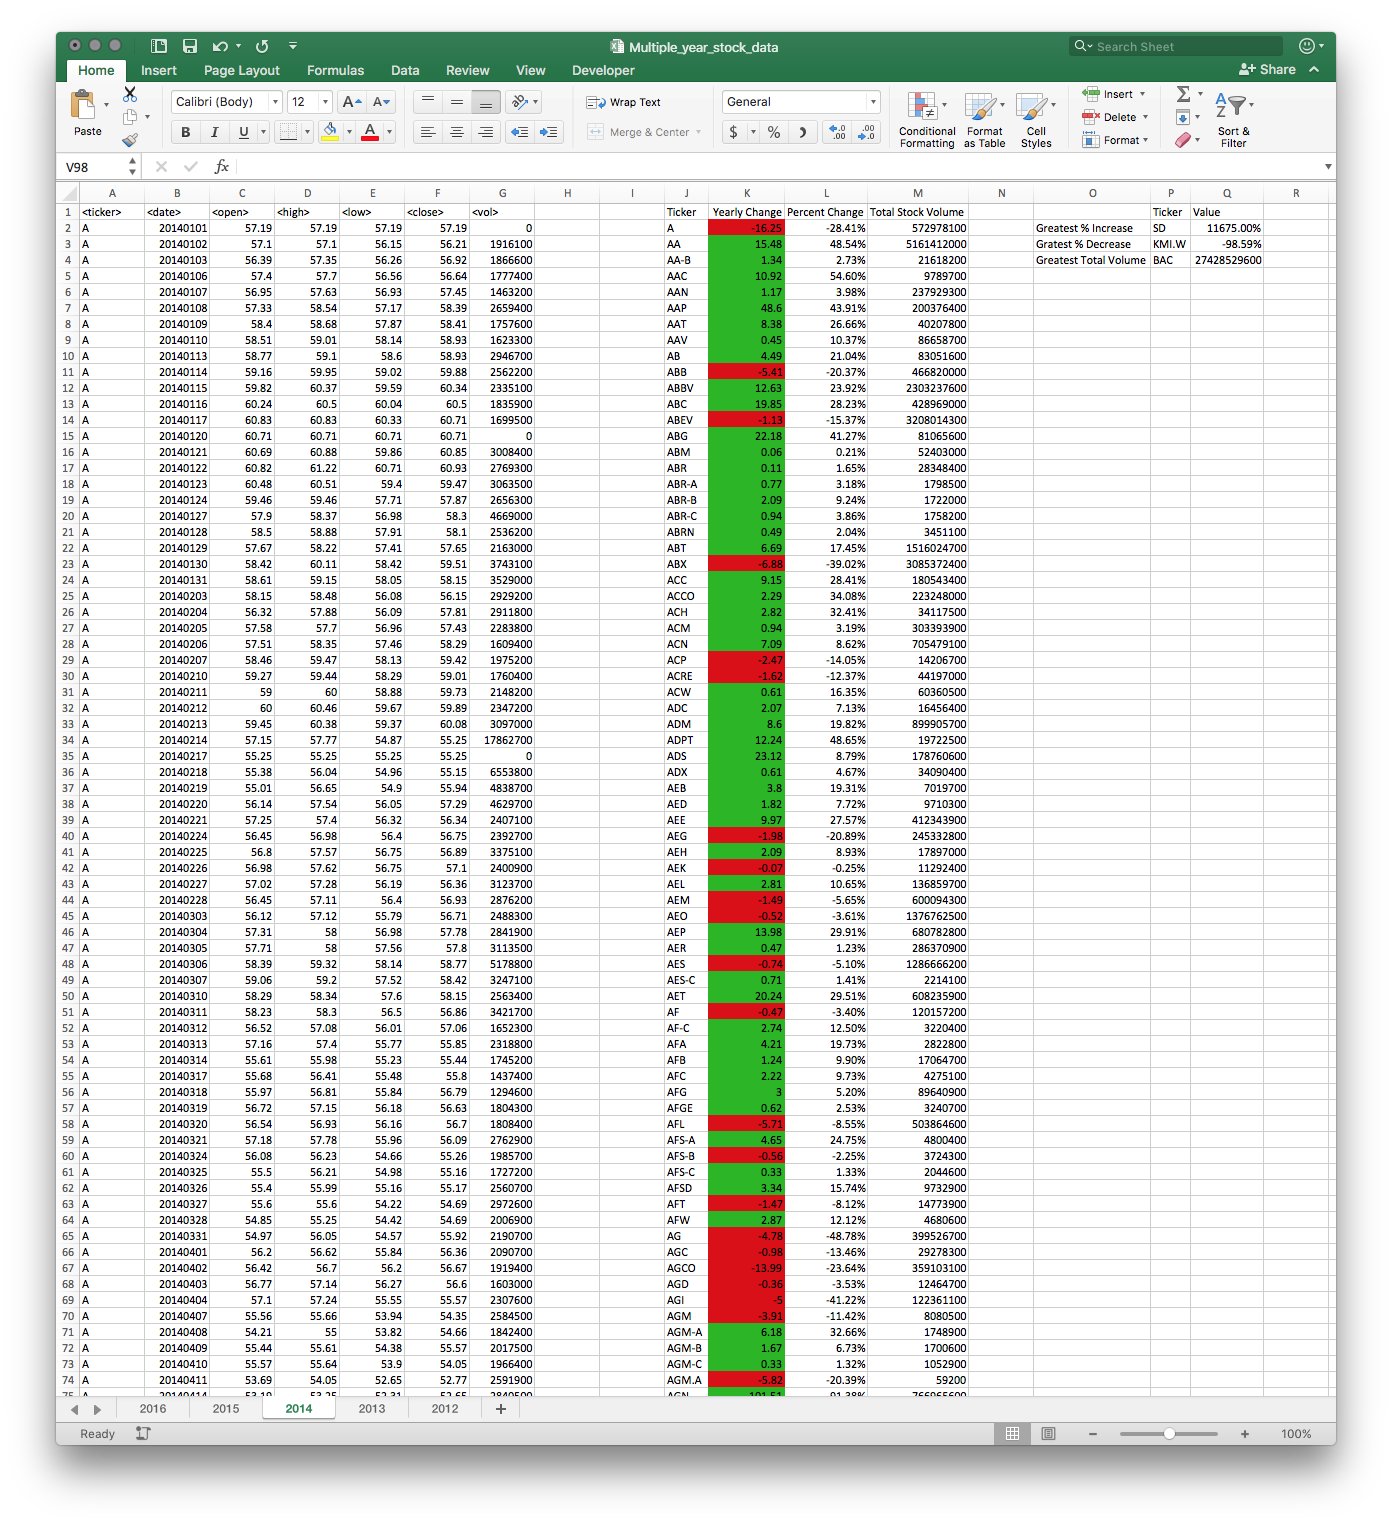 Multiple_year_stock_data
Search Sheet
Home Insert Page Layout Formulas Data Review View Developer Share
Paste Calibri (Body) 12 Wrap Text General Insert
Merge & Center Conditional Formatting Format as Table Cell Styles Delete Format Sort & Filter
V98 fx
A B C D E F G H I J K L M N O P Q R
1 <ticker> <date> <open> <high> <low> <close> <vol> Ticker Yearly Change Percent Change Total Stock Volume Ticker Value
2 A 20140101 57.19 57.19 57.19 57.19 0 A -16.25 -28.41% 572978100 Greatest % Increase SD 11675.00%
3 A 20140102 57.1 57.1 56.15 56.21 1916100 AA 15.48 48.54% 5161412000 Gratest % Decrease KMI.W -98.59%
4 A 20140103 56.39 57.35 56.26 56.92 1866600 AA-B 1.34 2.73% 21618200 Greatest Total Volume BAC 27428529600
5 A 20140106 57.4 57.7 56.56 56.64 1777400 AAC 10.92 54.60% 9789700
6 A 20140107 56.95 57.63 56.93 57.45 1463200 AAN 1.17 3.98% 237929300
7 A 20140108 57.33 58.54 57.17 58.39 2659400 AAP 48.6 43.91% 200376400
8 A 20140109 58.4 58.68 57.87 58.41 1757600 AAT 8.38 26.66% 40207800
9 A 20140110 58.51 59.01 58.14 58.93 1623300 AAV 0.45 10.37% 86658700
10 A 20140113 58.77 59.1 58.6 58.93 2946700 AB 4.49 21.04% 83051600
11 A 20140114 59.16 59.95 59.02 59.88 2562200 ABB -5.41 -20.37% 466820000
12 A 20140115 59.82 60.37 59.59 60.34 2335100 ABBV 12.63 23.92% 2303237600
13 A 20140116 60.24 60.5 60.04 60.5 1835900 ABC 19.85 28.23% 428969000
14 A 20140117 60.83 60.83 60.33 60.71 1699500 ABEV -1.13 -15.37% 3208014300
15 A 20140120 60.71 60.71 60.71 60.71 0 ABG 22.18 41.27% 81065600
16 A 20140121 60.69 60.88 59.86 60.85 3008400 ABM 0.06 0.21% 52403000
17 A 20140122 60.82 61.22 60.71 60.93 2769300 ABR 0.11 1.65% 28348400
18 A 20140123 60.48 60.51 59.4 59.47 3063500 ABR-A 0.77 3.18% 1798500
19 A 20140124 59.46 59.46 57.71 57.87 2656300 ABR-B 2.09 9.24% 1722000
20 A 20140127 57.9 58.37 56.98 58.3 4669000 ABR-C 0.94 3.86% 1758200
21 A 20140128 58.5 58.88 57.91 58.1 2536200 ABRN 0.49 2.04% 3451100
22 A 20140129 57.67 58.22 57.41 57.65 2163000 ABT 6.69 17.45% 1516024700
23 A 20140130 58.42 60.11 58.42 59.51 3743100 ABX -6.88 -39.02% 3085372400
24 A 20140131 58.61 59.15 58.05 58.15 3529000 ACC 9.15 28.41% 180543400
25 A 20140203 58.15 58.48 56.08 56.15 2929200 ACCO 2.29 34.08% 223248000
26 A 20140204 56.32 57.88 56.09 57.81 2911800 ACH 2.82 32.41% 34117500
27 A 20140205 57.58 57.7 56.96 57.43 2283800 ACM 0.94 3.19% 303393900
28 A 20140206 57.51 58.35 57.46 58.29 1609400 ACN 7.09 8.62% 705479100
29 A 20140207 58.46 59.47 58.13 59.42 1975200 ACP -2.47 -14.05% 14206700
30 A 20140210 59.27 59.44 58.29 59.01 1760400 ACRE -1.62 -12.37% 44197000
31 A 20140211 59 60 58.88 59.73 2148200 ACW 0.61 16.35% 60360500
32 A 20140212 60 60.46 59.67 59.89 2347200 ADC 2.07 7.13% 16456400
33 A 20140213 59.45 60.38 59.37 60.08 3097000 ADM 8.6 19.82% 899905700
34 A 20140214 57.15 57.77 54.87 55.25 17862700 ADPT 12.24 48.65% 19722500
35 A 20140217 55.25 55.25 55.25 55.25 0 ADS 23.12 8.79% 178760600
36 A 20140218 55.38 56.04 54.96 55.15 6553800 ADX 0.61 4.67% 34090400
37 A 20140219 55.01 56.65 54.9 55.94 4838700 AEB 3.8 19.31% 7019700
38 A 20140220 56.14 57.54 56.05 57.29 4629700 AED 1.82 7.72% 9710300
39 A 20140221 57.25 57.4 56.32 56.34 2407100 AEE 9.97 27.57% 412343900
40 A 20140224 56.45 56.98 56.4 56.75 2392700 AEG -1.98 -20.89% 245332800
41 A 20140225 56.8 57.57 56.75 56.89 3375100 AEH 2.09 8.93% 17897000
42 A 20140226 56.98 57.62 56.75 57.1 2400900 AEK -0.07 -0.25% 11292400
43 A 20140227 57.02 57.28 56.19 56.36 3123700 AEL 2.81 10.65% 136859700
44 A 20140228 56.45 57.11 56.4 56.93 2876200 AEM -1.49 -5.65% 600094300
45 A 20140303 56.12 57.12 55.79 56.71 2488300 AEO -0.52 -3.61% 1376762500
46 A 20140304 57.31 58 56.98 57.78 2841900 AEP 13.98 29.91% 680782800
47 A 20140305 57.71 58 57.56 57.8 3113500 AER 0.47 1.23% 286370900
48 A 20140306 58.39 59.32 58.14 58.77 5178800 AES -0.74 -5.10% 1286666200
49 A 20140307 59.06 59.2 57.52 58.42 3247100 AES-C 0.71 1.41% 2214100
50 A 20140310 58.29 58.34 57.6 58.15 2563400 AET 20.24 29.51% 608235900
51 A 20140311 58.23 58.3 56.5 56.86 3421700 AF -0.47 -3.40% 120157200
52 A 20140312 56.52 57.08 56.01 57.06 1652300 AF-C 2.74 12.50% 3220400
53 A 20140313 57.16 57.4 55.77 55.85 2318800 AFA 4.21 19.73% 2822800
54 A 20140314 55.61 55.98 55.23 55.44 1745200 AFB 1.24 9.90% 17064700
55 A 20140317 55.68 56.41 55.48 55.8 1437400 AFC 2.22 9.73% 4275100
56 A 20140318 55.97 56.81 55.84 56.79 1294600 AFG 3 5.20% 89640900
57 A 20140319 56.72 57.15 56.18 56.63 1804300 AFGE 0.62 2.53% 3240700
58 A 20140320 56.54 56.93 56.16 56.7 1808400 AFL -5.71 -8.55% 503864600
59 A 20140321 57.18 57.78 55.96 56.09 2762900 AFS-A 4.65 24.75% 4800400
60 A 20140324 56.08 56.23 54.66 55.26 1985700 AFS-B -0.56 -2.25% 3724300
61 A 20140325 55.5 56.21 54.98 55.16 1727200 AFS-C 0.33 1.33% 2044600
62 A 20140326 55.4 55.99 55.16 55.17 2560700 AFSD 3.34 15.74% 9732900
63 A 20140327 55.6 55.6 54.22 54.69 2972600 AFT -1.47 -8.12% 14773900
64 A 20140328 54.85 55.25 54.42 54.69 2006900 AFW 2.87 12.12% 4680600
65 A 20140331 54.97 56.05 54.57 55.92 2190700 AG -4.78 -48.78% 399526700
66 A 20140401 56.2 56.62 55.84 56.36 2090700 AGC -0.98 -13.46% 29278300
67 A 20140402 56.42 56.7 56.2 56.67 1919400 AGCO -13.99 -23.64% 359103100
68 A 20140403 56.77 57.14 56.27 56.6 1603000 AGD -0.36 -3.53% 12464700
69 A 20140404 57.1 57.24 55.55 55.57 2307600 AGI -5 -41.22% 122361100
70 A 20140407 55.56 55.66 53.94 54.35 2584500 AGM -3.91 -11.42% 8080500
71 A 20140408 54.21 55 53.82 54.66 1842400 AGM-A 6.18 32.66% 1748900
72 A 20140409 55.44 55.61 54.38 55.57 2017500 AGM-B 1.67 6.73% 1700600
73 A 20140410 55.57 55.64 53.9 54.05 1966400 AGM-C 0.33 1.32% 1052900
74 A 20140411 53.69 54.05 52.65 52.77 2591900 AGM.A -5.82 -20.39% 59200
2016 2015 2014 2013 2012 +
Ready 100%